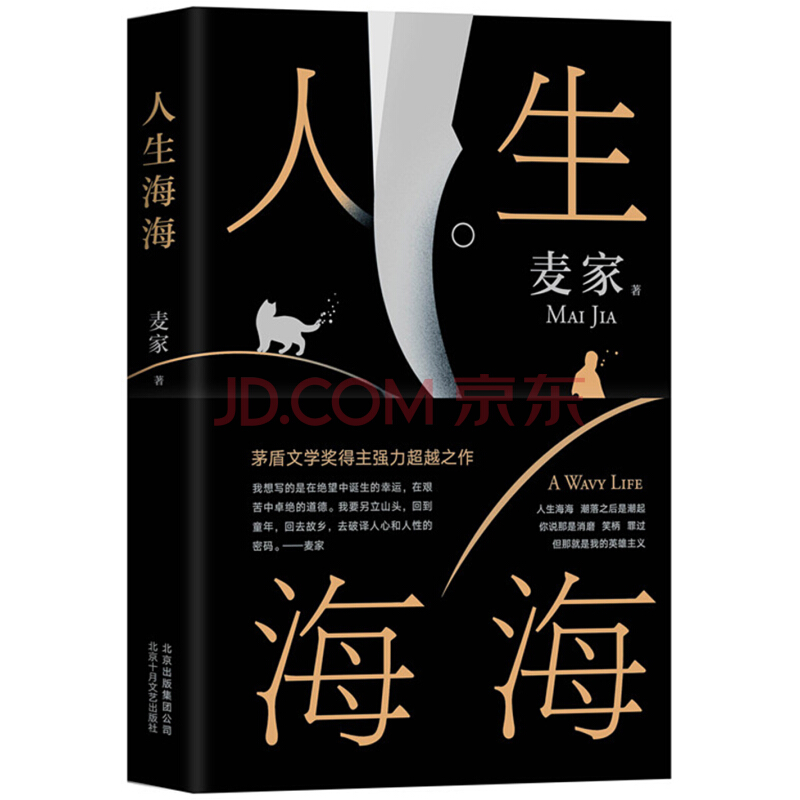 人生海海
麦家
著
北京出版集团公司
北京十月文艺出版社
人生
麦家 著
MAI JIA
JD.COM 京东
茅盾文学奖得主强力超越之作
我想写的是在绝望中诞生的幸运，在艰
苦中卓绝的道德。我要另立山头，回到
童年，回去故乡，去破译人心和人性的
密码。——麦家
A WAVY LIFE
人生海海 潮落之后是潮起
你说那是消磨 笑柄 罪过
但那就是我的英雄主义
海海